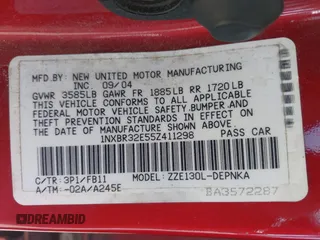 MFD.BY: NEW UNITED MOTOR MANUFACTURING
INC. 09/04
GVWR 3585LB GAWR FR 1885LB RR 1720LB
THIS VEHICLE CONFORMS TO ALL APPLICABLE
FEDERAL MOTOR VEHICLE SAFETY, BUMPER, AND
THEFT PREVENTION STANDARDS IN EFFECT ON
THE DATE OF MANUFACTURE SHOWN ABOVE.
1NXBR32E55Z411298
C/TR: 3P1/FB11 MODEL: ZZE130L-DEPNKA
A/TM: -02A/A245E
BA3572287
DREAMBID